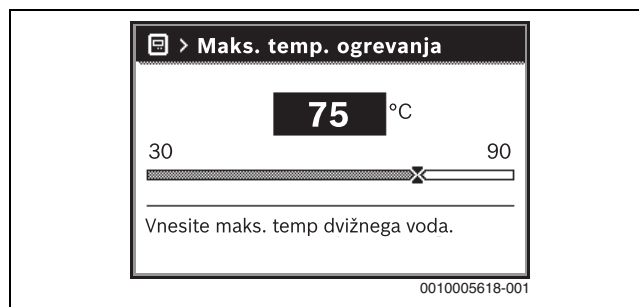 > Maks. temp. ogrevanja
75 °C
30 90
Vnesite maks. temp dvižnega voda.
0010005618-001